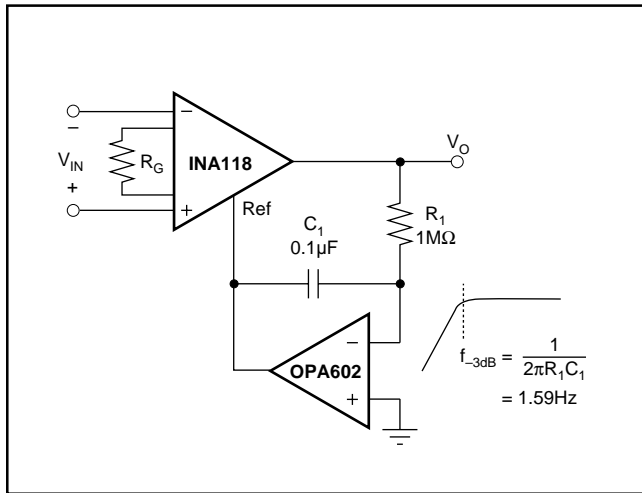 −
−
V_IN
R_G
INA118
V_O
+
+
Ref
C_1
0.1µF
R_1
1MΩ
−
OPA602
+
f_−3dB = 1 / 2πR_1C_1
= 1.59Hz